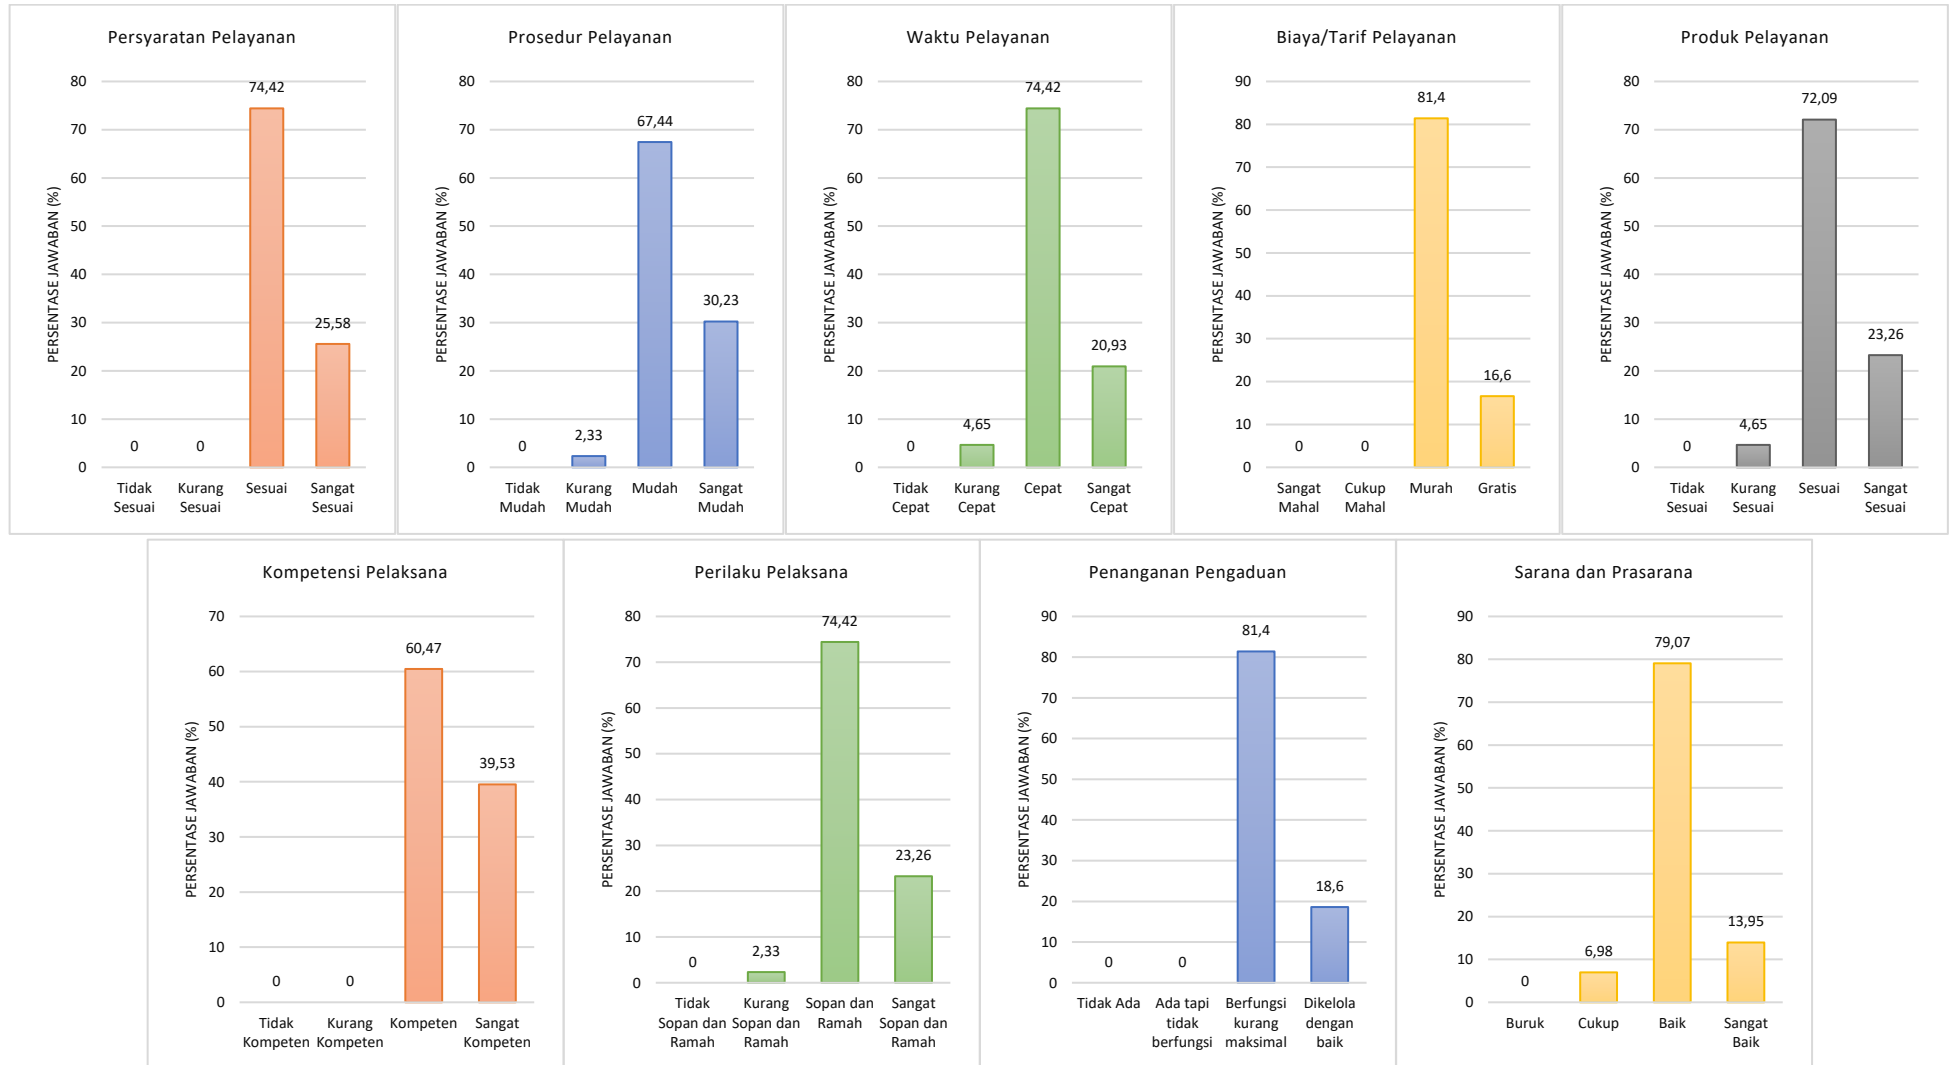 Persyaratan Pelayanan
PERSENTASE JAWABAN (%)
80
70
60
50
40
30
20
10
0
0
0
74,42
25,58
Tidak Sesuai
Kurang Sesuai
Sesuai
Sangat Sesuai
Prosedur Pelayanan
PERSENTASE JAWABAN (%)
80
70
60
50
40
30
20
10
0
0
2,33
67,44
30,23
Tidak Mudah
Kurang Mudah
Mudah
Sangat Mudah
Waktu Pelayanan
PERSENTASE JAWABAN (%)
80
70
60
50
40
30
20
10
0
0
4,65
74,42
20,93
Tidak Cepat
Kurang Cepat
Cepat
Sangat Cepat
Biaya/Tarif Pelayanan
PERSENTASE JAWABAN (%)
90
80
70
60
50
40
30
20
10
0
0
0
81,4
16,6
Sangat Mahal
Cukup Mahal
Murah
Gratis
Produk Pelayanan
PERSENTASE JAWABAN (%)
80
70
60
50
40
30
20
10
0
0
4,65
72,09
23,26
Tidak Sesuai
Kurang Sesuai
Sesuai
Sangat Sesuai
Kompetensi Pelaksana
PERSENTASE JAWABAN (%)
70
60
50
40
30
20
10
0
0
0
60,47
39,53
Tidak Kompeten
Kurang Kompeten
Kompeten
Sangat Kompeten
Perilaku Pelaksana
PERSENTASE JAWABAN (%)
80
70
60
50
40
30
20
10
0
0
2,33
74,42
23,26
Tidak Sopan dan Ramah
Kurang Sopan dan Ramah
Sopan dan Ramah
Sangat Sopan dan Ramah
Penanganan Pengaduan
PERSENTASE JAWABAN (%)
90
80
70
60
50
40
30
20
10
0
0
0
81,4
18,6
Tidak Ada
Ada tapi tidak berfungsi
Berfungsi kurang maksimal
Dikelola dengan baik
Sarana dan Prasarana
PERSENTASE JAWABAN (%)
90
80
70
60
50
40
30
20
10
0
0
6,98
79,07
13,95
Buruk
Cukup
Baik
Sangat Baik